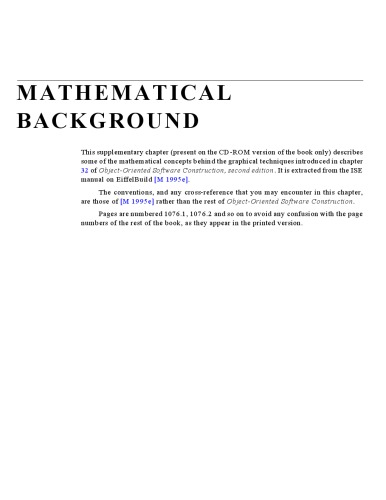 MATHEMATICAL
BACKGROUND
This supplementary chapter (present on the CD-ROM version of the book only) describes
some of the mathematical concepts behind the graphical techniques introduced in chapter
32 of Object-Oriented Software Construction, second edition. It is extracted from the ISE
manual on EiffelBuild [M 1995e].
The conventions, and any cross-reference that you may encounter in this chapter,
are those of [M 1995e] rather than the rest of Object-Oriented Software Construction.
Pages are numbered 1076.1, 1076.2 and so on to avoid any confusion with the page
numbers of the rest of the book, as they appear in the printed version.